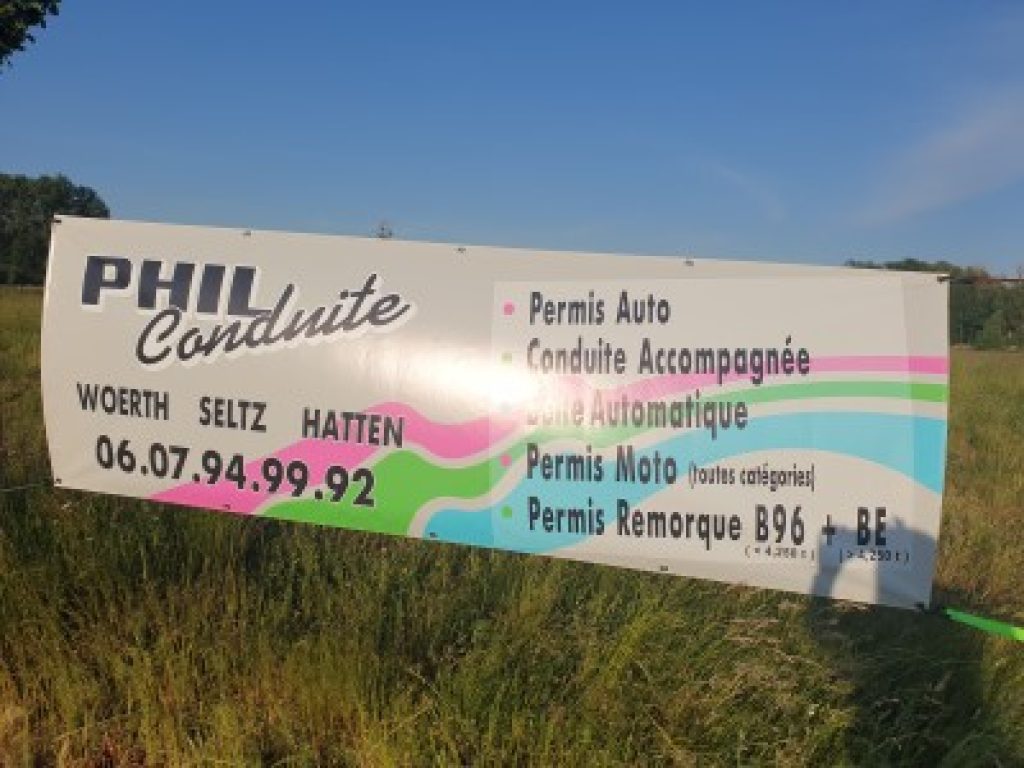 PHIL
Conduite
WOERTH SELTZ HATTEN
06.07.94.99.92
Permis Auto
Conduite Accompagnée
Automatique
Permis Moto (toutes catégories)
Permis Remorque B96 + BE